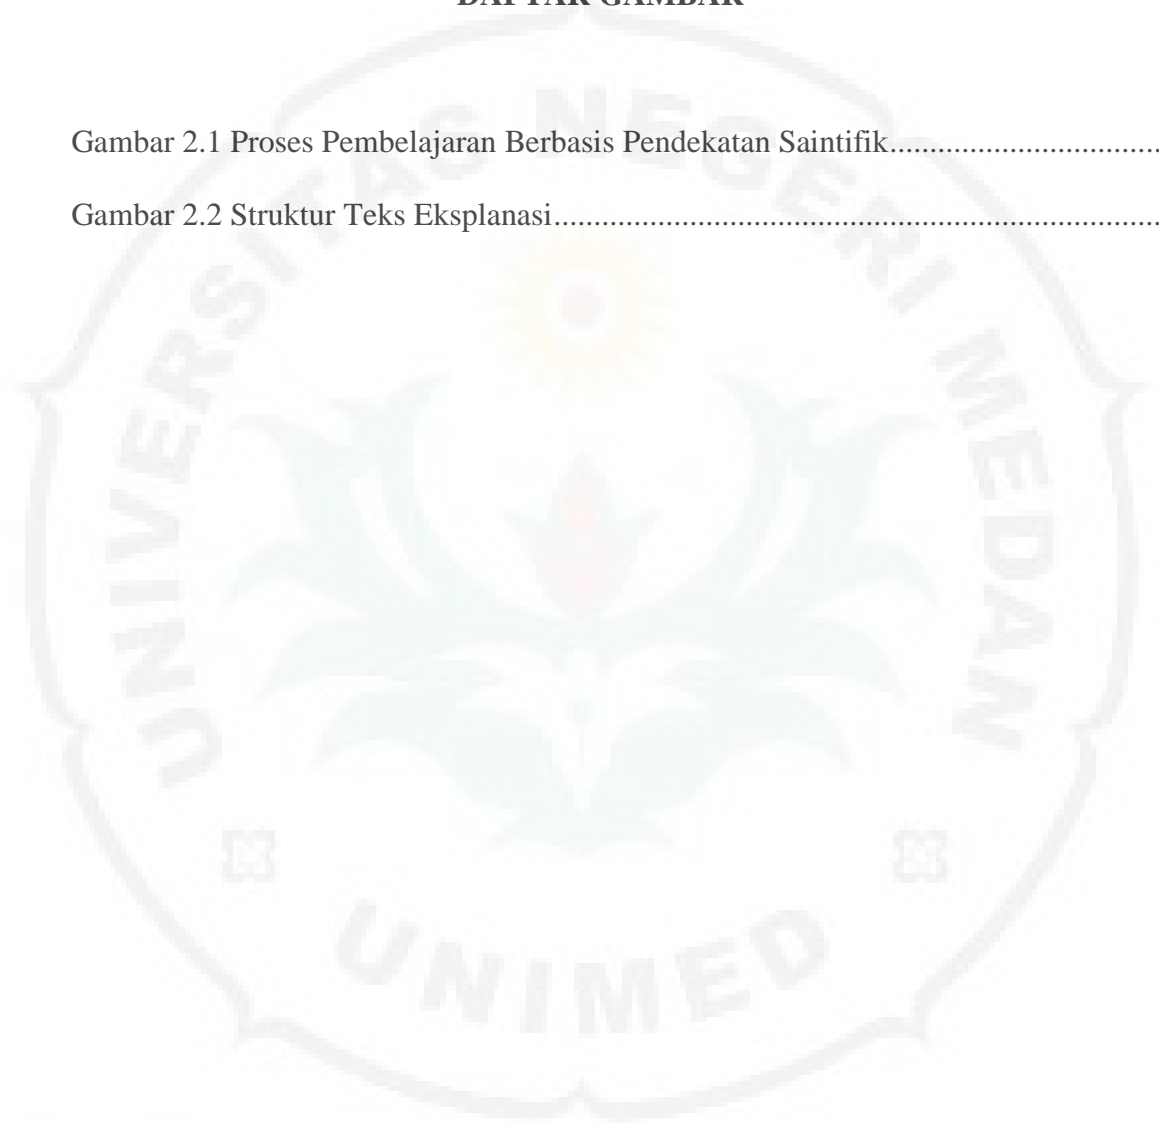 DAFTAR GAMBAR
Gambar 2.1 Proses Pembelajaran Berbasis Pendekatan Saintifik..................................
Gambar 2.2 Struktur Teks Eksplanasi............................................................................
UNIVERSITAS NEGERI MEDAN
UNIMED